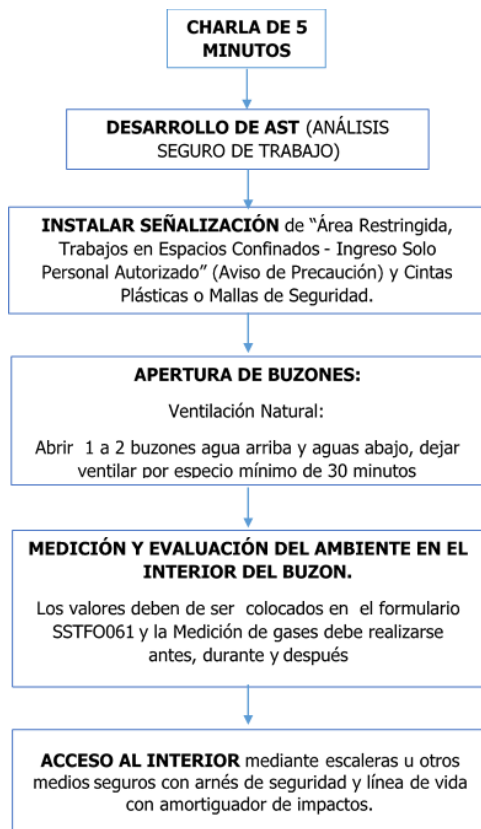 CHARLA DE 5
MINUTOS
DESARROLLO DE AST (ANÁLISIS
SEGURO DE TRABAJO)
INSTALAR SEÑALIZACIÓN de “Área Restringida,
Trabajos en Espacios Confinados - Ingreso Solo
Personal Autorizado” (Aviso de Precaución) y Cintas
Plásticas o Mallas de Seguridad.
APERTURA DE BUZONES:
Ventilación Natural:
Abrir 1 a 2 buzones agua arriba y aguas abajo, dejar
ventilar por especio mínimo de 30 minutos
MEDICIÓN Y EVALUACIÓN DEL AMBIENTE EN EL
INTERIOR DEL BUZON.
Los valores deben de ser colocados en el formulario
SSTFO061 y la Medición de gases debe realizarse
antes, durante y después
ACCESO AL INTERIOR mediante escaleras u otros
medios seguros con arnés de seguridad y línea de vida
con amortiguador de impactos.